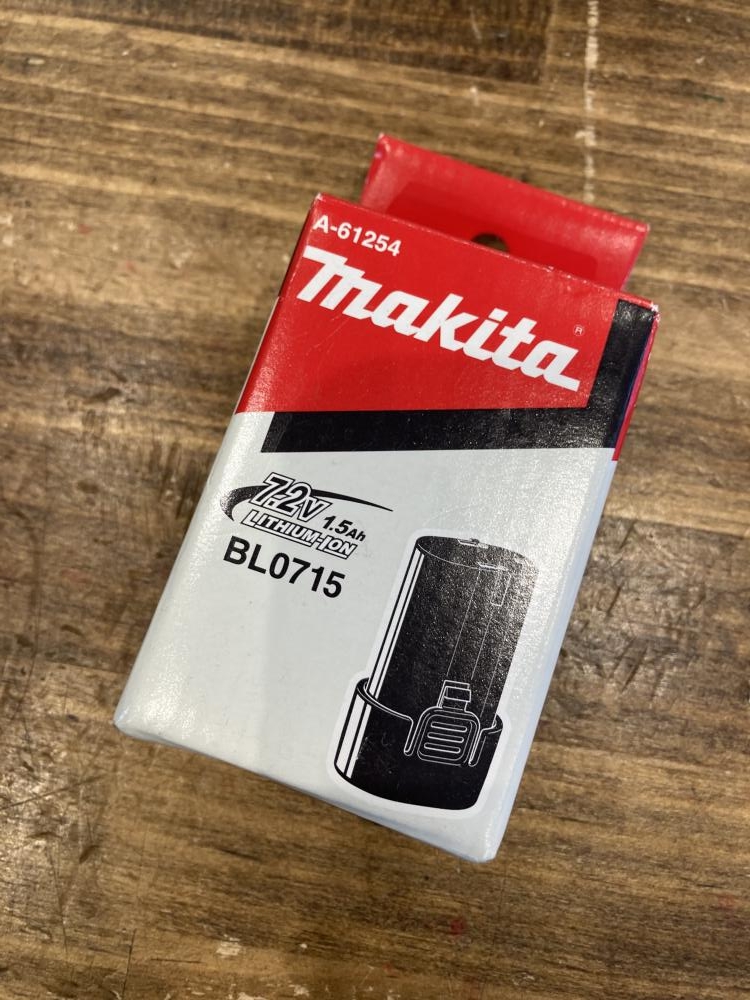 A-61254
makita®
7.2V 1.5Ah
LITHIUM-ION
BL0715